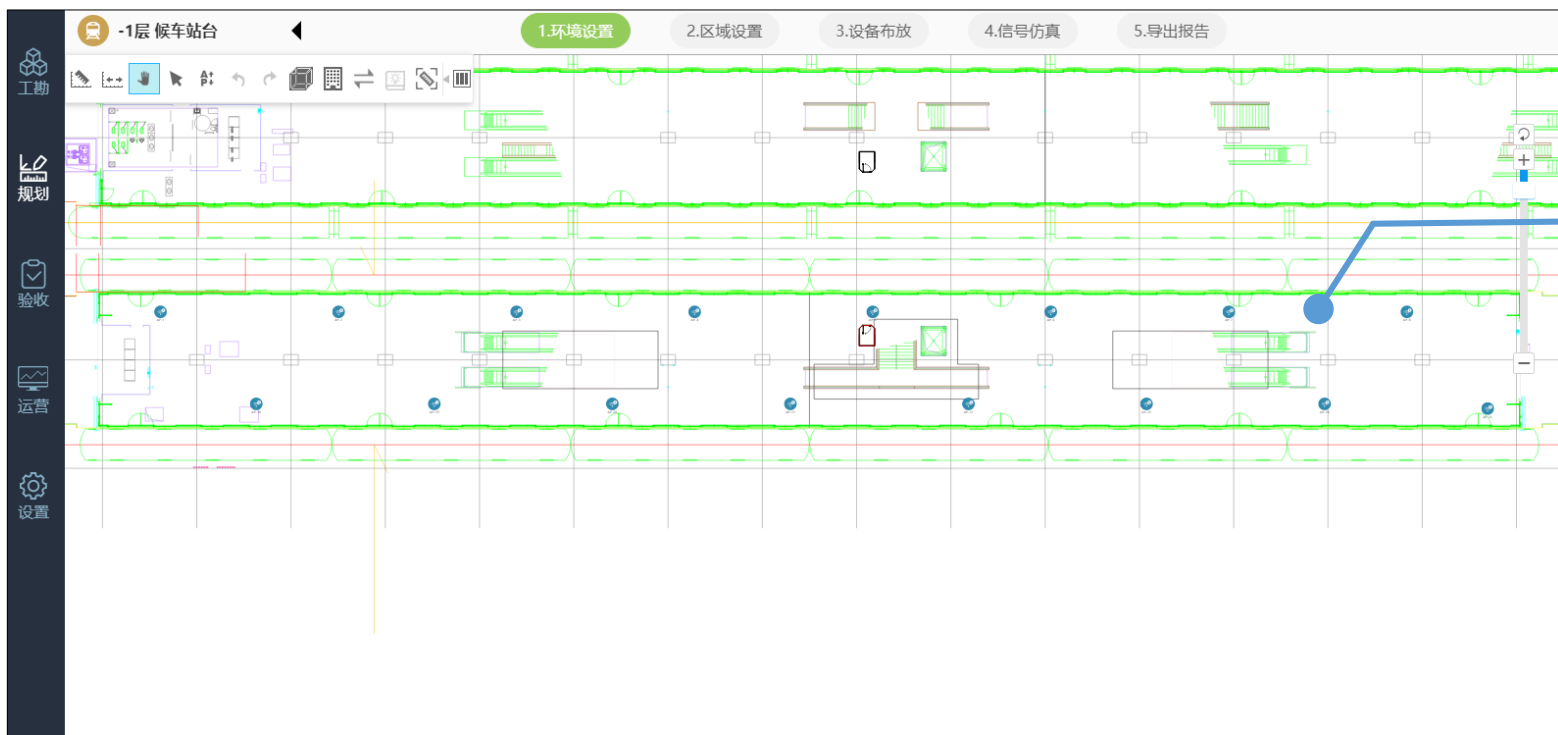 -1层 候车站台
1.环境设置
2.区域设置
3.设备布放
4.信号仿真
5.导出报告
工勘
规划
验收
运营
设置